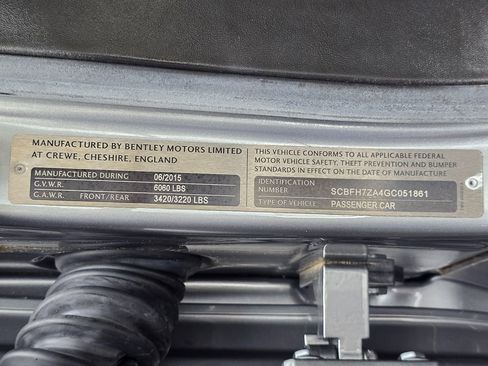 MANUFACTURED BY BENTLEY MOTORS LIMITED
AT CREWE, CHESHIRE, ENGLAND
MANUFACTURED DURING 06/2015
G.V.W.R. 6060 LBS
G.A.W.R. FRONT/REAR 3420/3220 LBS
THIS VEHICLE CONFORMS TO ALL APPLICABLE FEDERAL
MOTOR VEHICLE SAFETY, THEFT PREVENTION AND BUMPER
STANDARDS IN EFFECT ON THE DATE OF MANUFACTURE
IDENTIFICATION
NUMBER SCBFH7ZA4GC051861
TYPE OF VEHICLE PASSENGER CAR